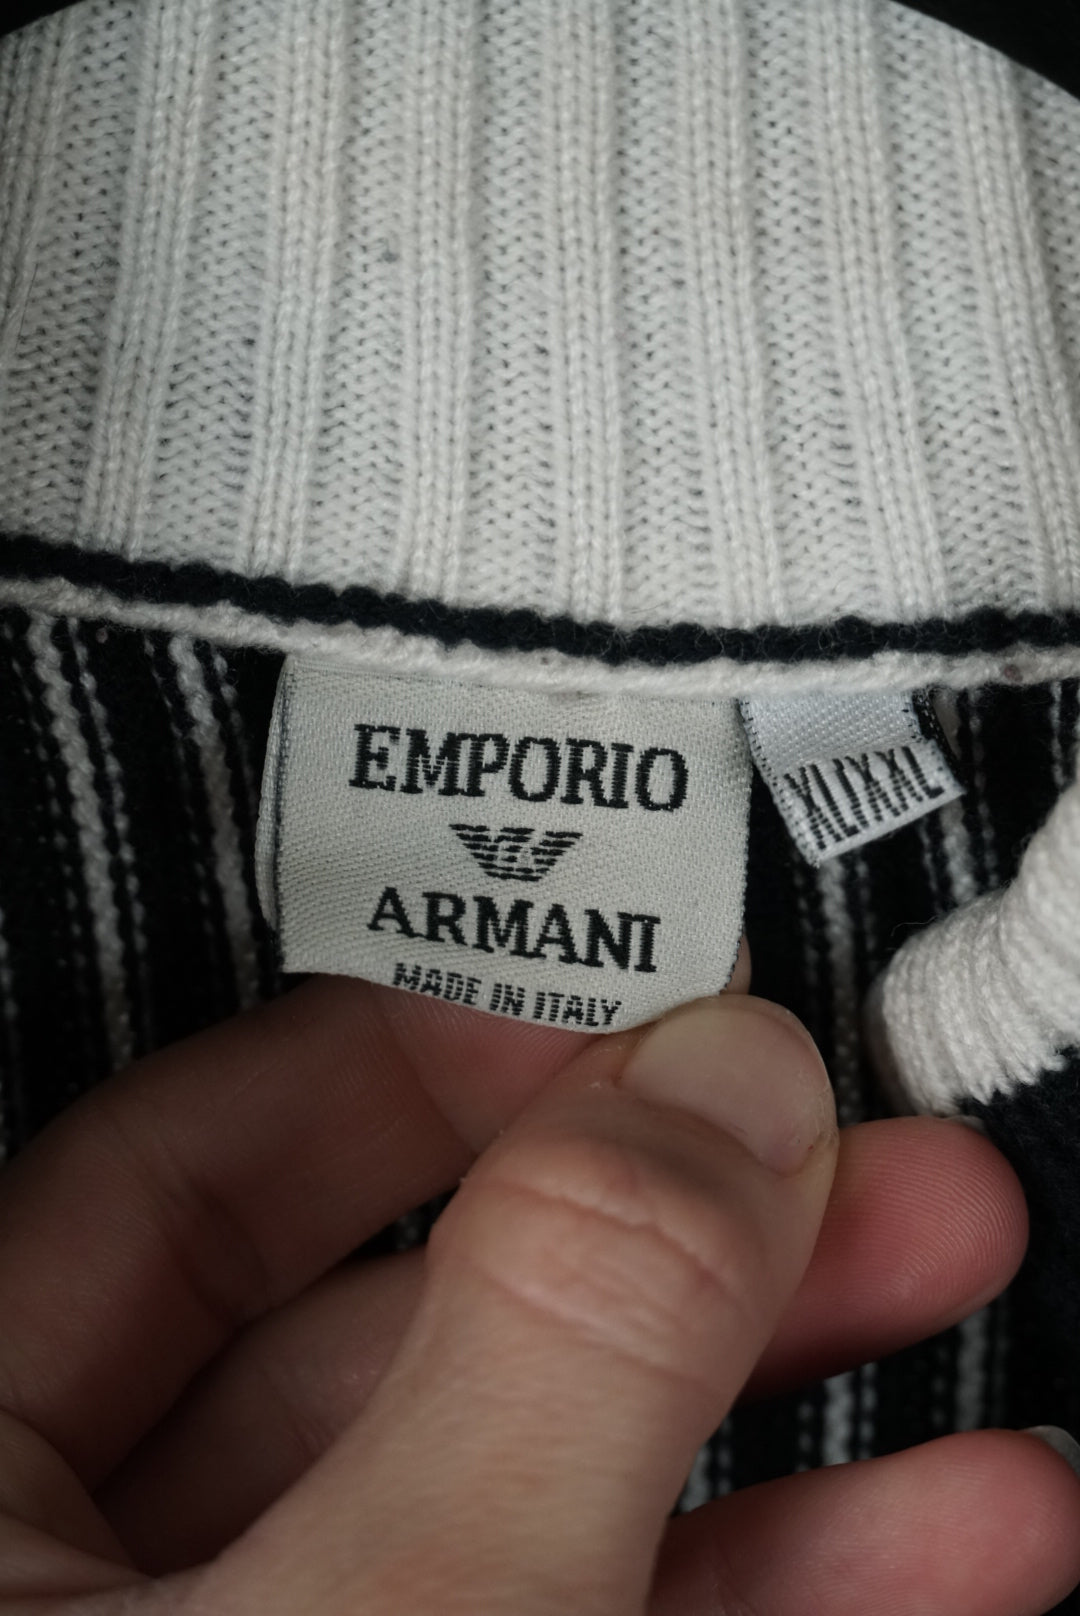 EMPORIO
ARMANI
MADE IN ITALY
XL/XXL